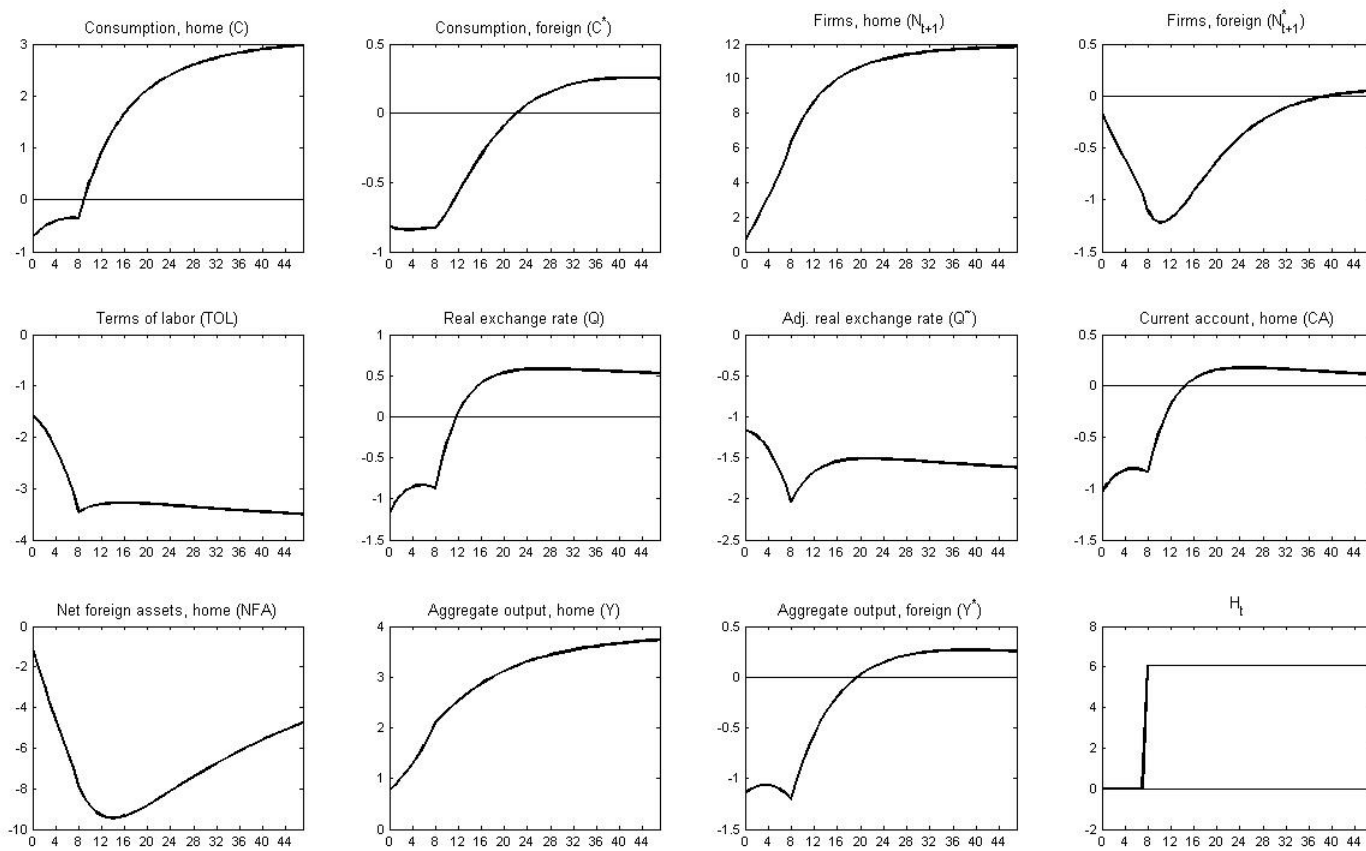 Consumption, home (C)
3
2
1
0
-1
0 4 8 12 16 20 24 28 32 36 40 44
Consumption, foreign (C*)
0.5
0
-0.5
-1
0 4 8 12 16 20 24 28 32 36 40 44
Firms, home (Nt+1)
12
10
8
6
4
2
0
0 4 8 12 16 20 24 28 32 36 40 44
Firms, foreign (N*t+1)
0.5
0
-0.5
-1
-1.5
0 4 8 12 16 20 24 28 32 36 40 44
Terms of labor (TOL)
0
-1
-2
-3
-4
0 4 8 12 16 20 24 28 32 36 40 44
Real exchange rate (Q)
1
0.5
0
-0.5
-1
-1.5
0 4 8 12 16 20 24 28 32 36 40 44
Adj. real exchange rate (Q~)
0
-0.5
-1
-1.5
-2
-2.5
0 4 8 12 16 20 24 28 32 36 40 44
Current account, home (CA)
0.5
0
-0.5
-1
-1.5
0 4 8 12 16 20 24 28 32 36 40 44
Net foreign assets, home (NFA)
0
-2
-4
-6
-8
-10
0 4 8 12 16 20 24 28 32 36 40 44
Aggregate output, home (Y)
4
3
2
1
0
0 4 8 12 16 20 24 28 32 36 40 44
Aggregate output, foreign (Y*)
0.5
0
-0.5
-1
-1.5
0 4 8 12 16 20 24 28 32 36 40 44
Ht
8
6
4
2
0
-2
0 4 8 12 16 20 24 28 32 36 40 44